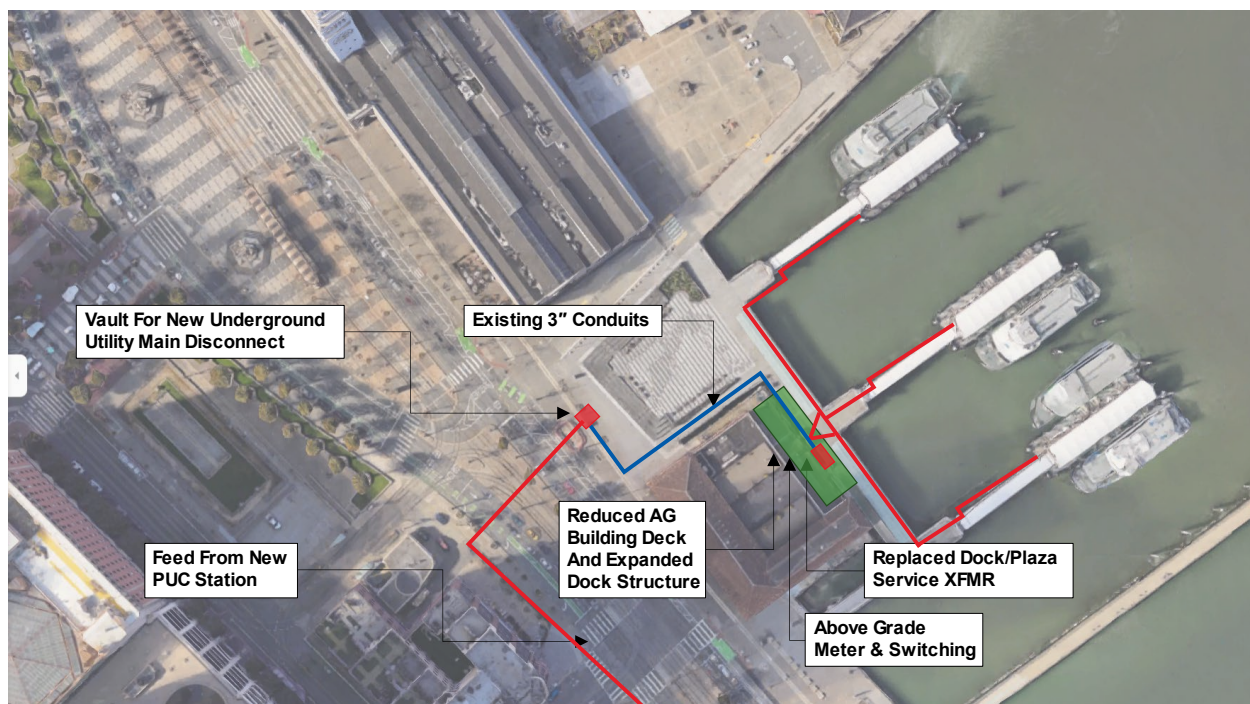 Vault For New Underground
Utility Main Disconnect
Existing 3″ Conduits
Feed From New
PUC Station
Reduced AG
Building Deck
And Expanded
Dock Structure
Replaced Dock/Plaza
Service XFMR
Above Grade
Meter & Switching